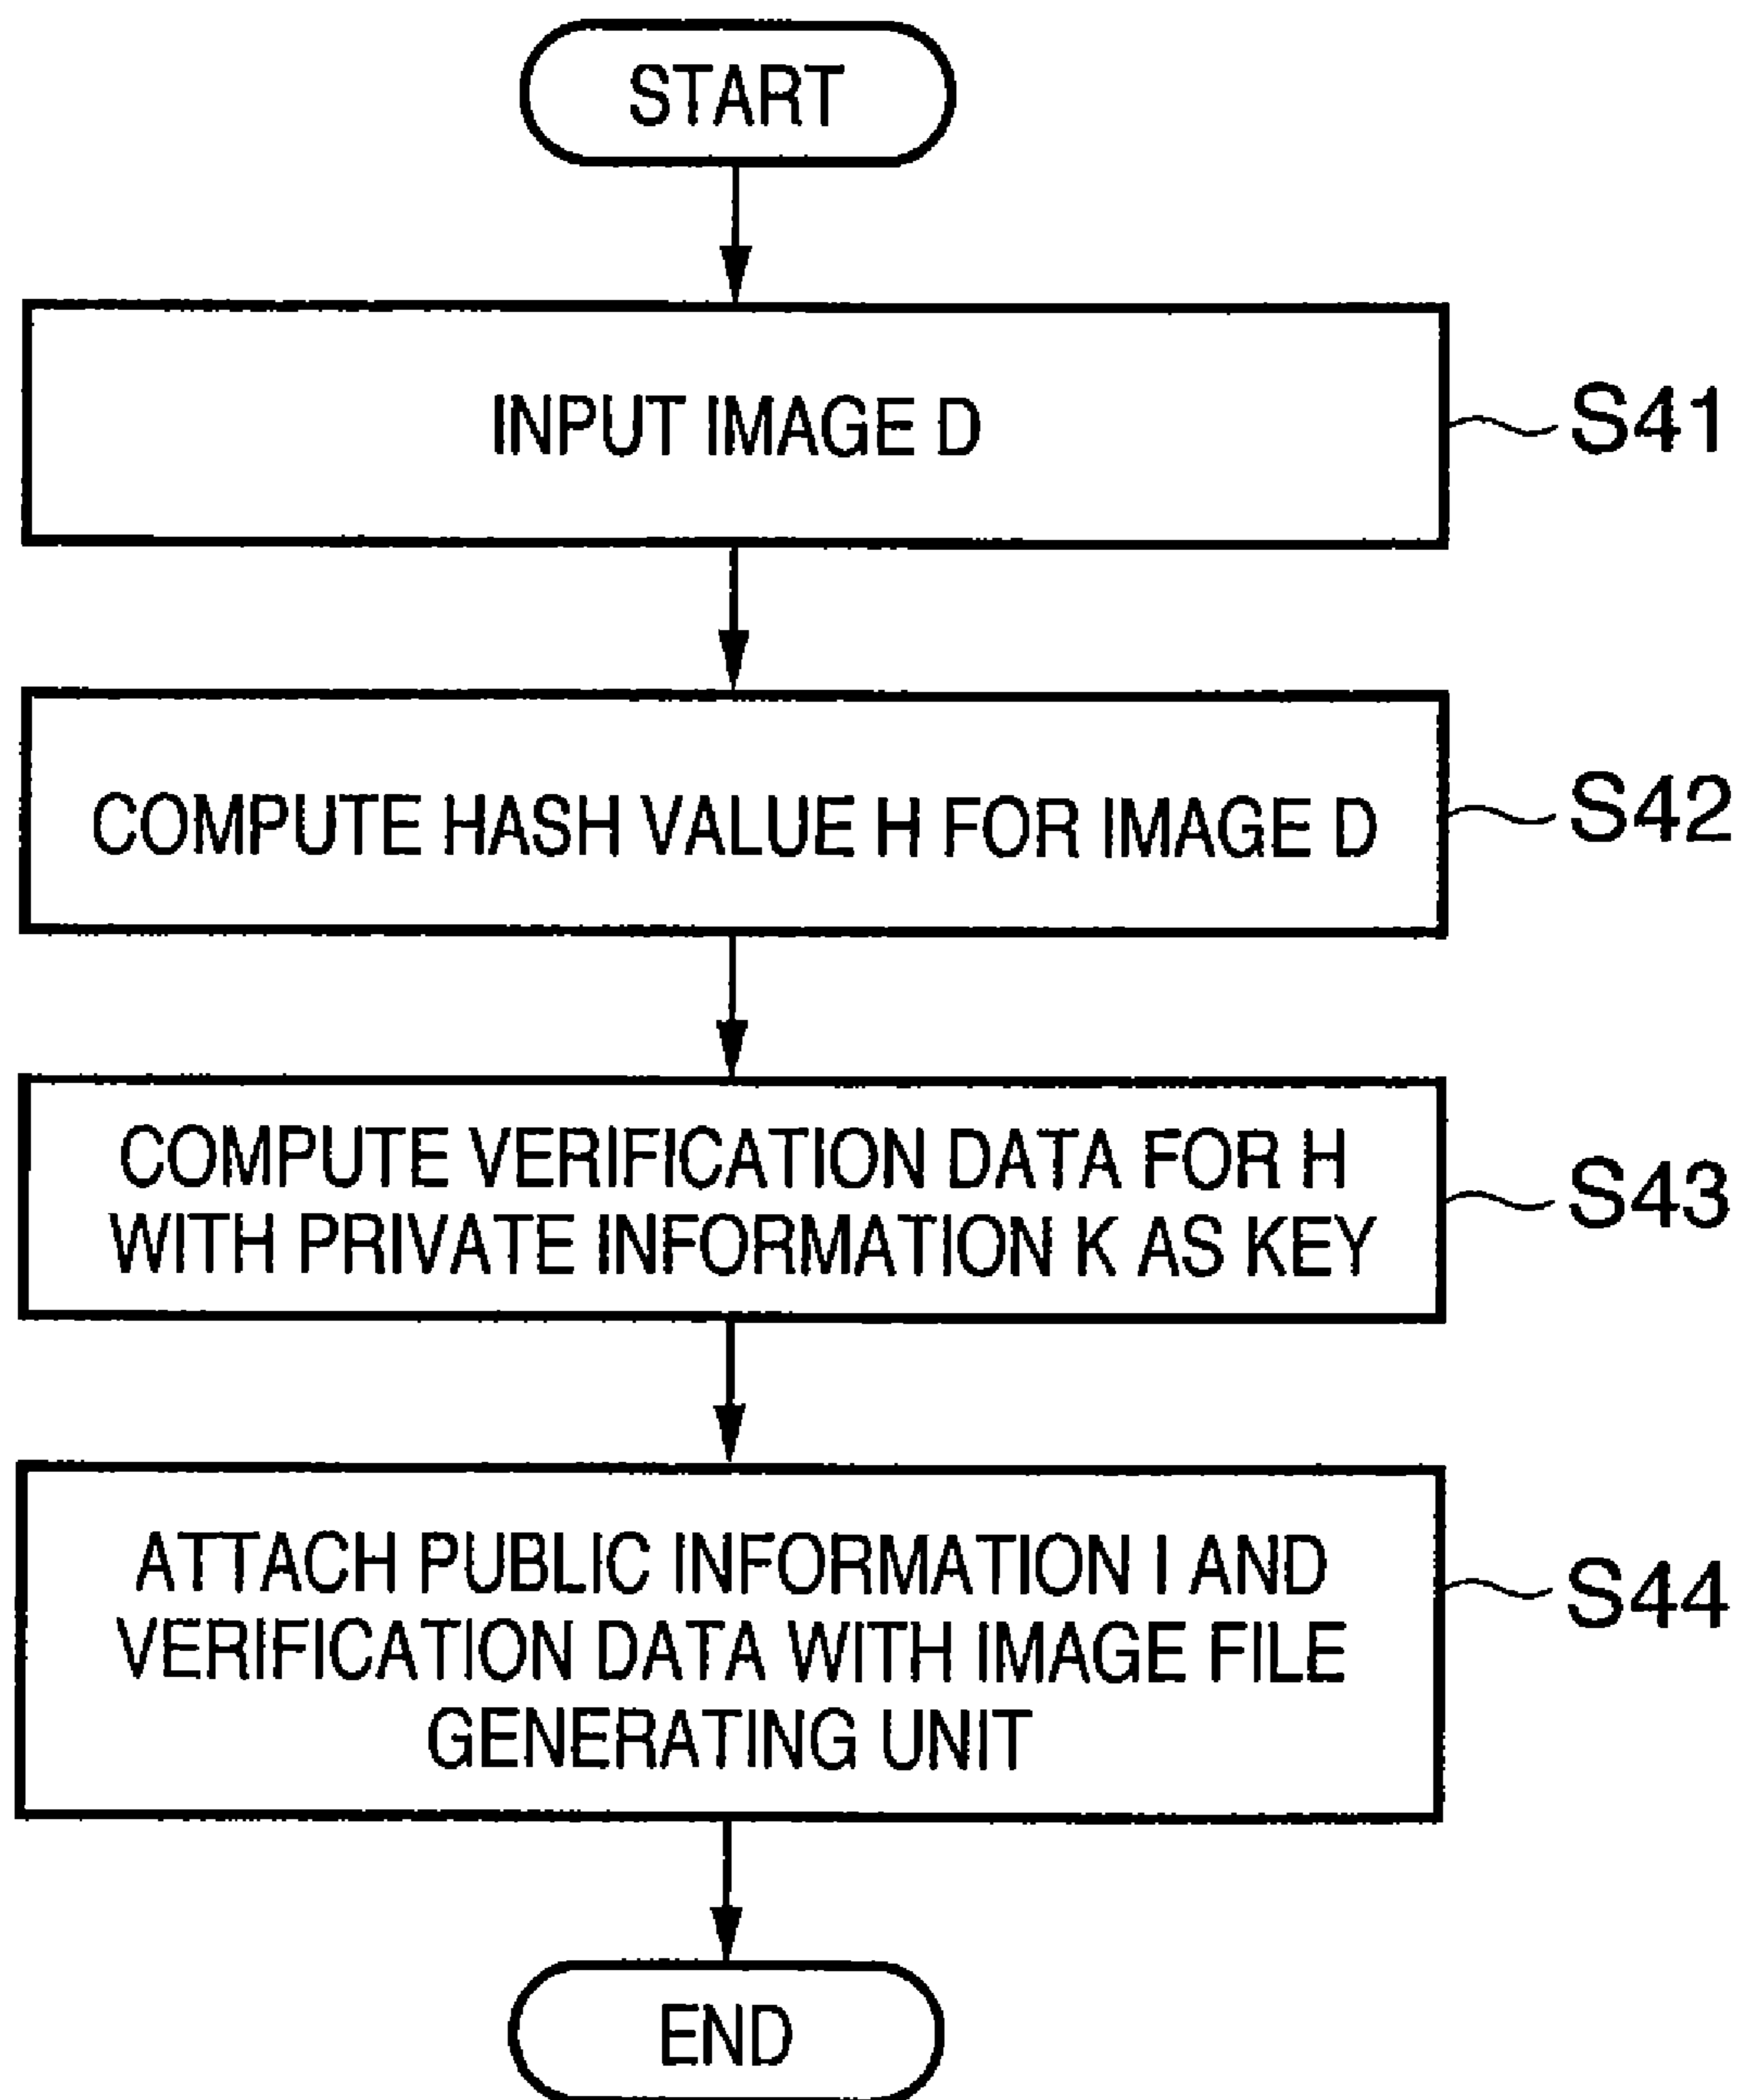 START
INPUT IMAGE D
S41
COMPUTE HASH VALUE H FOR IMAGE D
S42
COMPUTE VERIFICATION DATA FOR H
WITH PRIVATE INFORMATION K AS KEY
S43
ATTACH PUBLIC INFORMATION I AND
VERIFICATION DATA WITH IMAGE FILE
GENERATING UNIT
S44
END